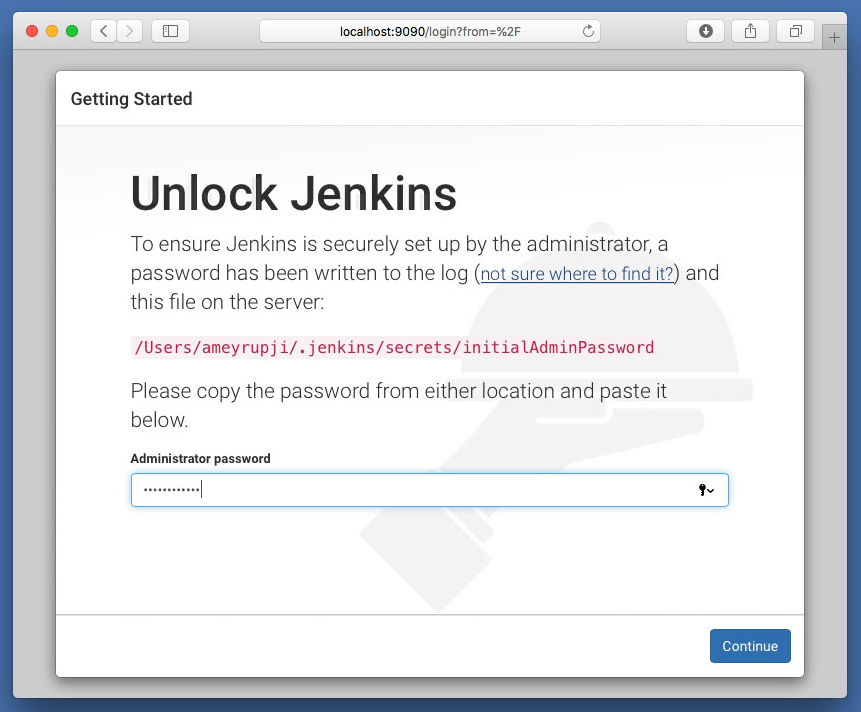 localhost:9090/login?from=%2F
Getting Started
Unlock Jenkins
To ensure Jenkins is securely set up by the administrator, a
password has been written to the log (not sure where to find it?) and
this file on the server:
/Users/ameyrupji/.jenkins/secrets/initialAdminPassword
Please copy the password from either location and paste it
below.
Administrator password
••••••••••••
Continue